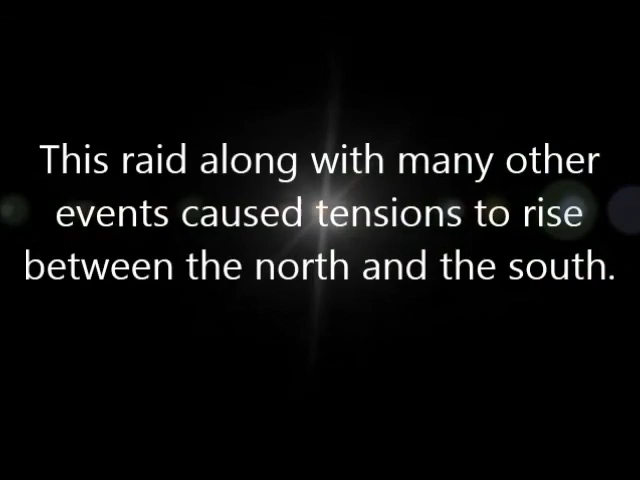 This raid along with many other
events caused tensions to rise
between the north and the south.